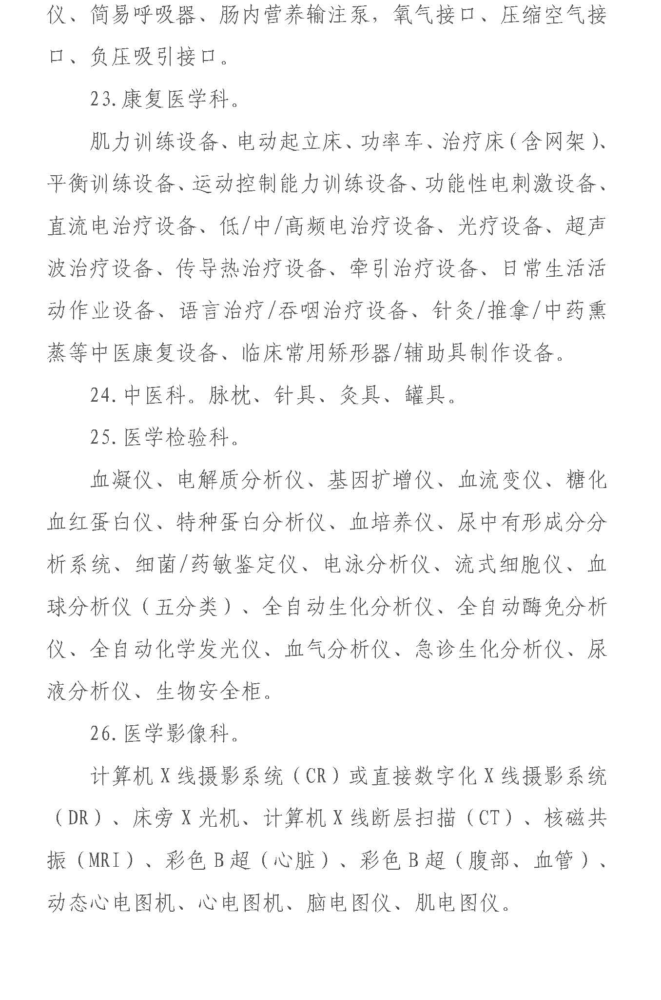 仪、简易呼吸器、肠内营养输注泵，氧气接口、压缩空气接
口、负压吸引接口。
23.康复医学科。
肌力训练设备、电动起立床、功率车、治疗床（含网架）、
平衡训练设备、运动控制能力训练设备、功能性电刺激设备、
直流电治疗设备、低/中/高频电治疗设备、光疗设备、超声
波治疗设备、传导热治疗设备、牵引治疗设备、日常生活活
动作业设备、语言治疗/吞咽治疗设备、针灸/推拿/中药熏
蒸等中医康复设备、临床常用矫形器/辅助具制作设备。
24.中医科。脉枕、针具、灸具、罐具。
25.医学检验科。
血凝仪、电解质分析仪、基因扩增仪、血流变仪、糖化
血红蛋白仪、特种蛋白分析仪、血培养仪、尿中有形成分分
析系统、细菌/药敏鉴定仪、电泳分析仪、流式细胞仪、血
球分析仪（五分类）、全自动生化分析仪、全自动酶免分析
仪、全自动化学发光仪、血气分析仪、急诊生化分析仪、尿
液分析仪、生物安全柜。
26.医学影像科。
计算机 X 线摄影系统（CR）或直接数字化 X 线摄影系统
（DR）、床旁 X 光机、计算机 X 线断层扫描（CT）、核磁共
振（MRI）、彩色 B 超（心脏）、彩色 B 超（腹部、血管）、
动态心电图机、心电图机、脑电图仪、肌电图仪。